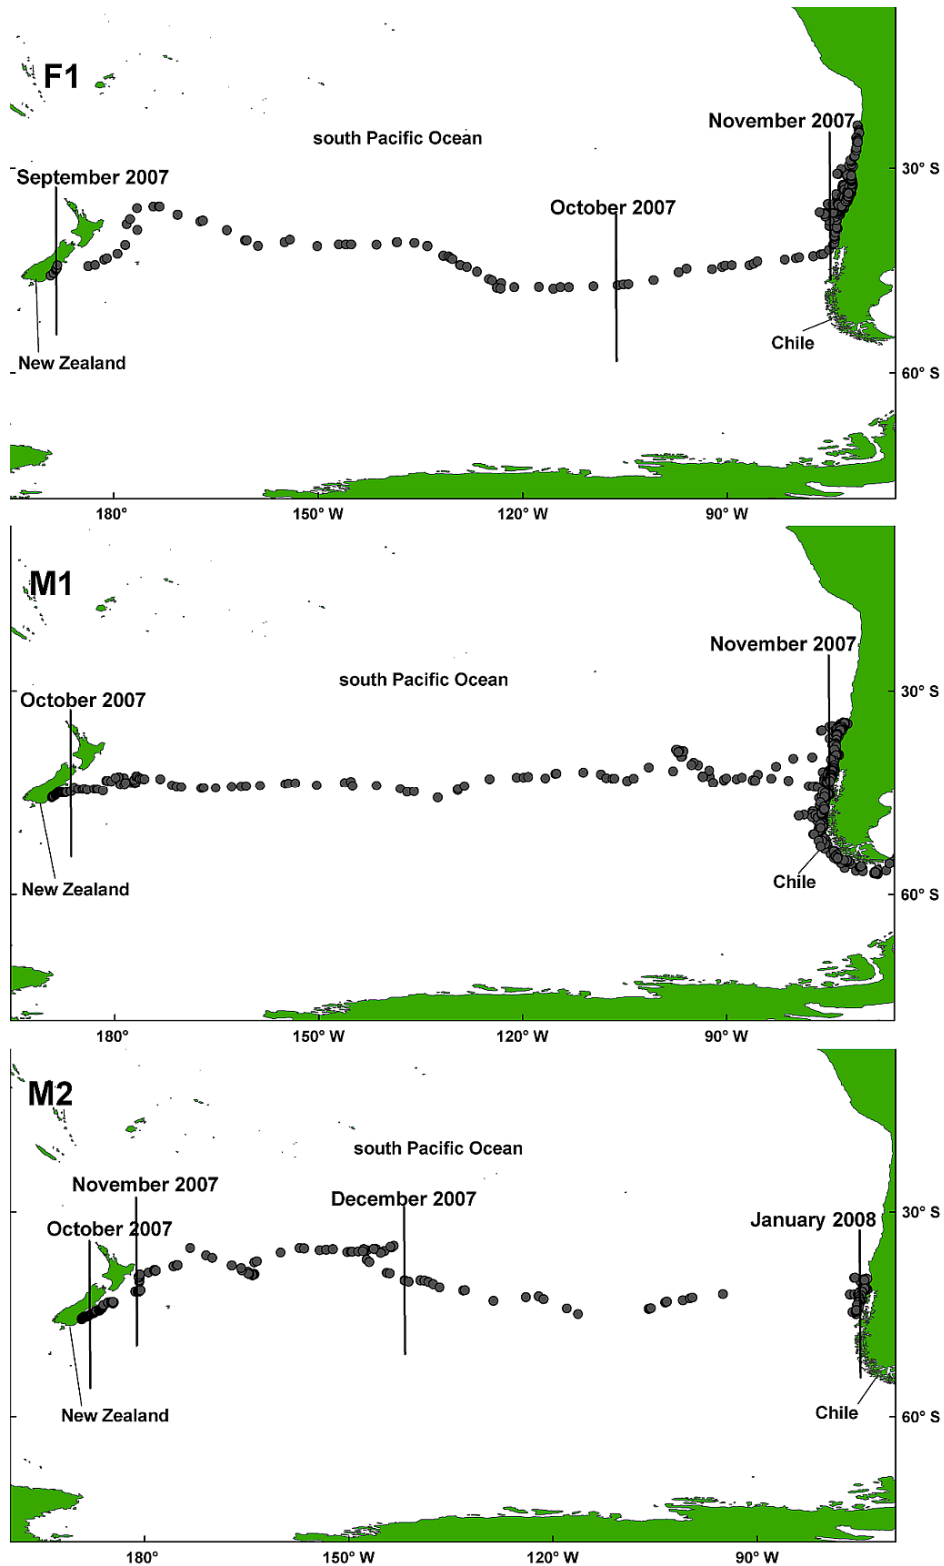 F1
south Pacific Ocean
November 2007
30° S
September 2007
October 2007
Chile
New Zealand
60° S
180° 150° W 120° W 90° W
M1
November 2007
south Pacific Ocean
30° S
October 2007
New Zealand
Chile
60° S
180° 150° W 120° W 90° W
M2
south Pacific Ocean
November 2007
December 2007
30° S
October 2007
January 2008
New Zealand
Chile
60° S
180° 150° W 120° W 90° W